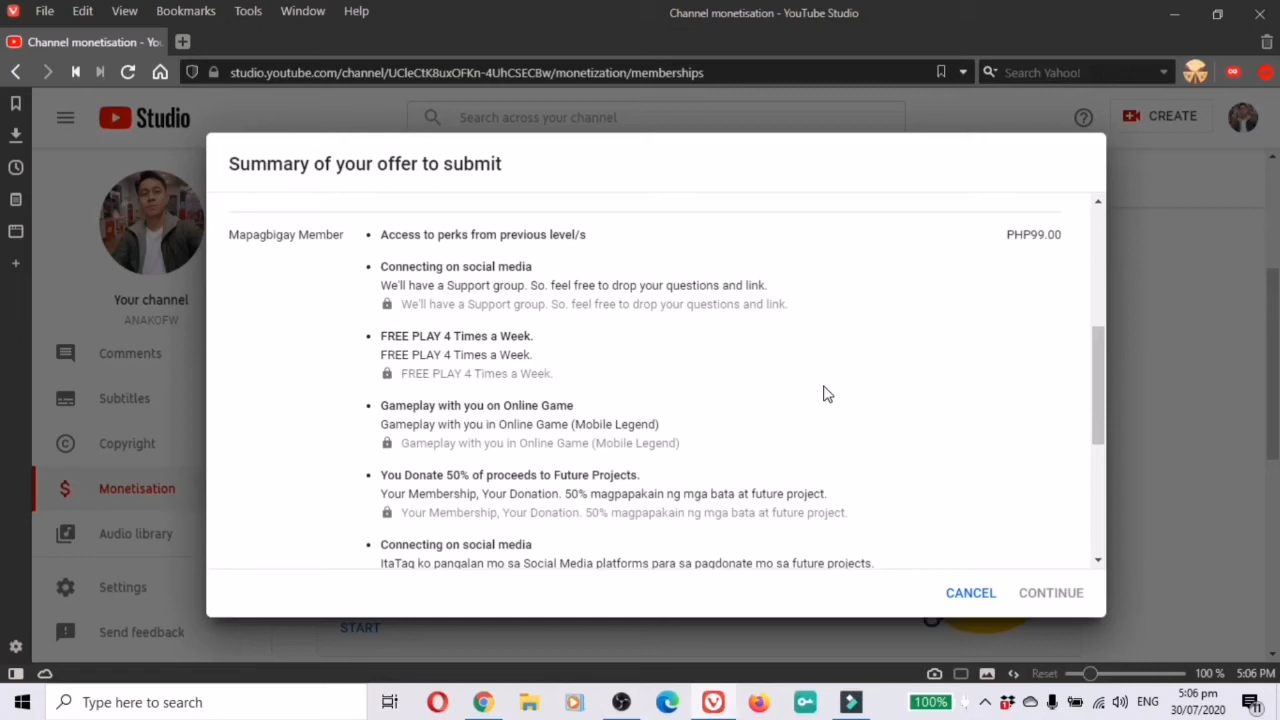 File Edit View Bookmarks Tools Window Help
Channel monetisation - YouTube Studio
Channel monetisation - You
studio.youtube.com/channel/UCleCtK8uxOFKn-4UhCSECBw/monetization/memberships
Search Yahoo!
Studio
Search across your channel
CREATE
Your channel
ANAKOFW
Comments
Subtitles
Copyright
Monetisation
Audio library
Settings
Send feedback
Summary of your offer to submit
Mapagbigay Member
PHP99.00
• Access to perks from previous level/s
• Connecting on social media
We'll have a Support group. So. feel free to drop your questions and link.
We'll have a Support group. So. feel free to drop your questions and link.
• FREE PLAY 4 Times a Week.
FREE PLAY 4 Times a Week.
FREE PLAY 4 Times a Week.
• Gameplay with you on Online Game
Gameplay with you in Online Game (Mobile Legend)
Gameplay with you in Online Game (Mobile Legend)
• You Donate 50% of proceeds to Future Projects.
Your Membership, Your Donation. 50% magpapakain ng mga bata at future project.
Your Membership, Your Donation. 50% magpapakain ng mga bata at future project.
• Connecting on social media
ItaTag ko pangalan mo sa Social Media platforms para sa pagdonate mo sa future projects.
CANCEL CONTINUE
START
Reset 100 % 5:06 PM
Type here to search
100%
ENG
5:06 pm
30/07/2020